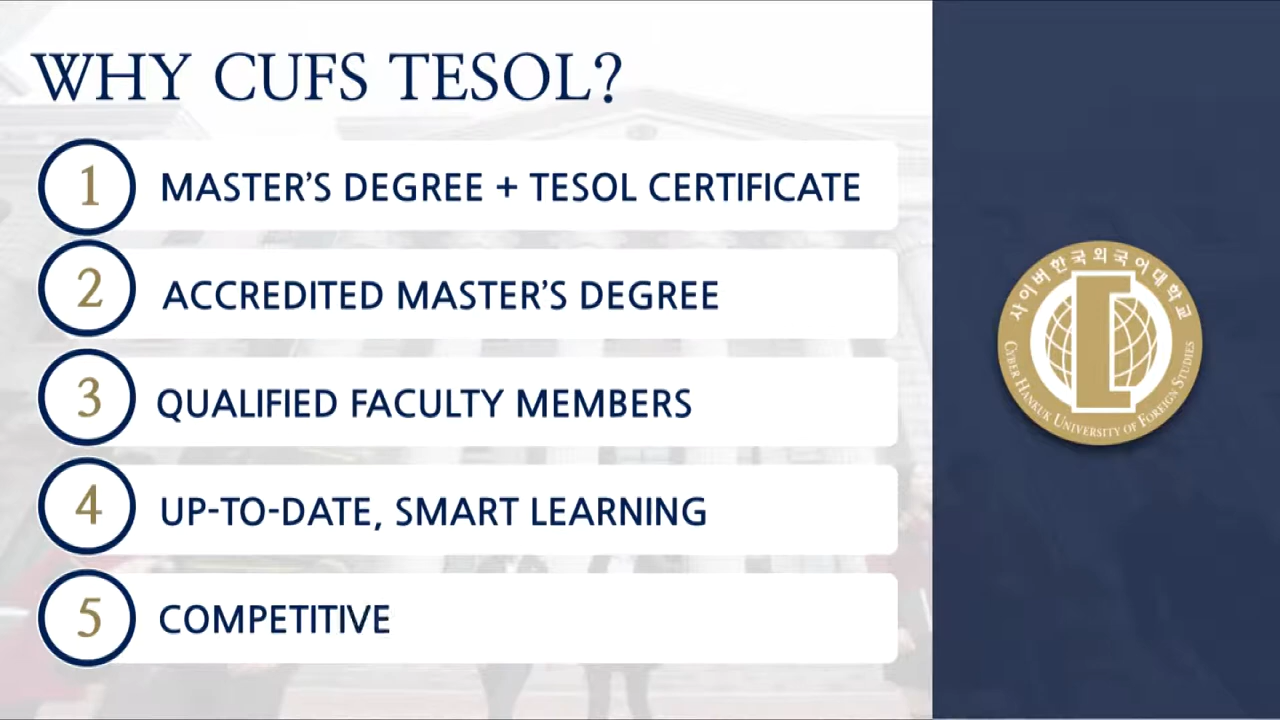 WHY CUFS TESOL?
1
MASTER'S DEGREE + TESOL CERTIFICATE
2
ACCREDITED MASTER'S DEGREE
3
QUALIFIED FACULTY MEMBERS
4
UP-TO-DATE, SMART LEARNING
5
COMPETITIVE
사이버한국외국어대학교
CYBER HANKUK UNIVERSITY OF FOREIGN STUDIES